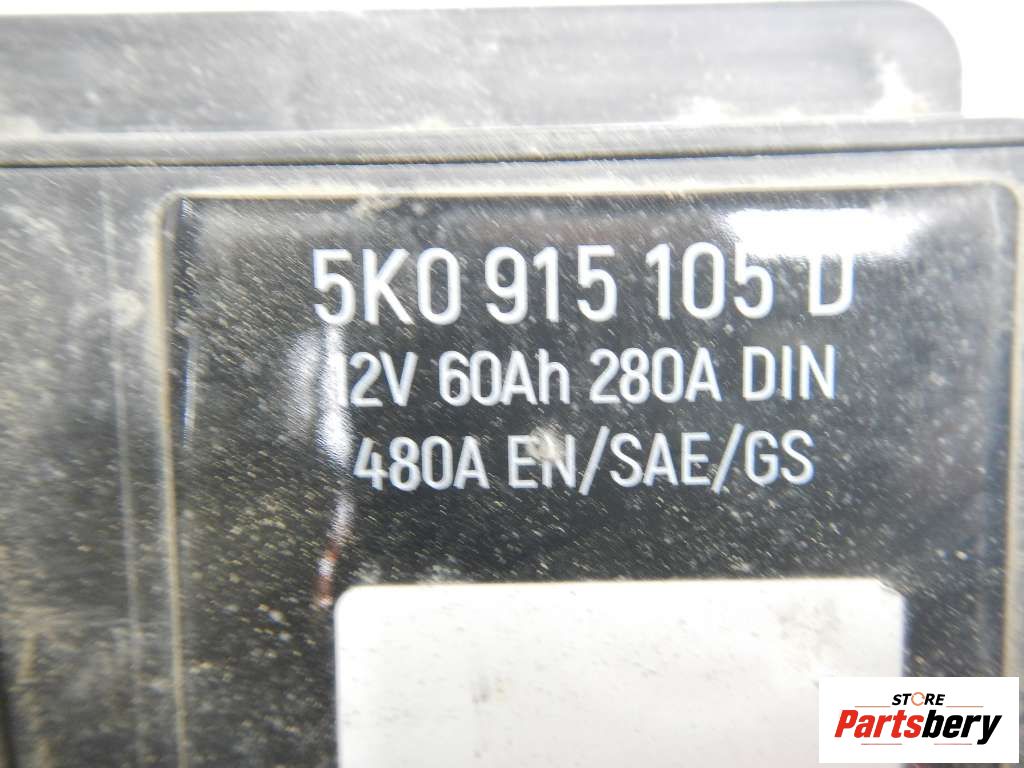 5K0 915 105 D
12V 60Ah 280A DIN
480A EN/SAE/GS
STORE
Partsbery